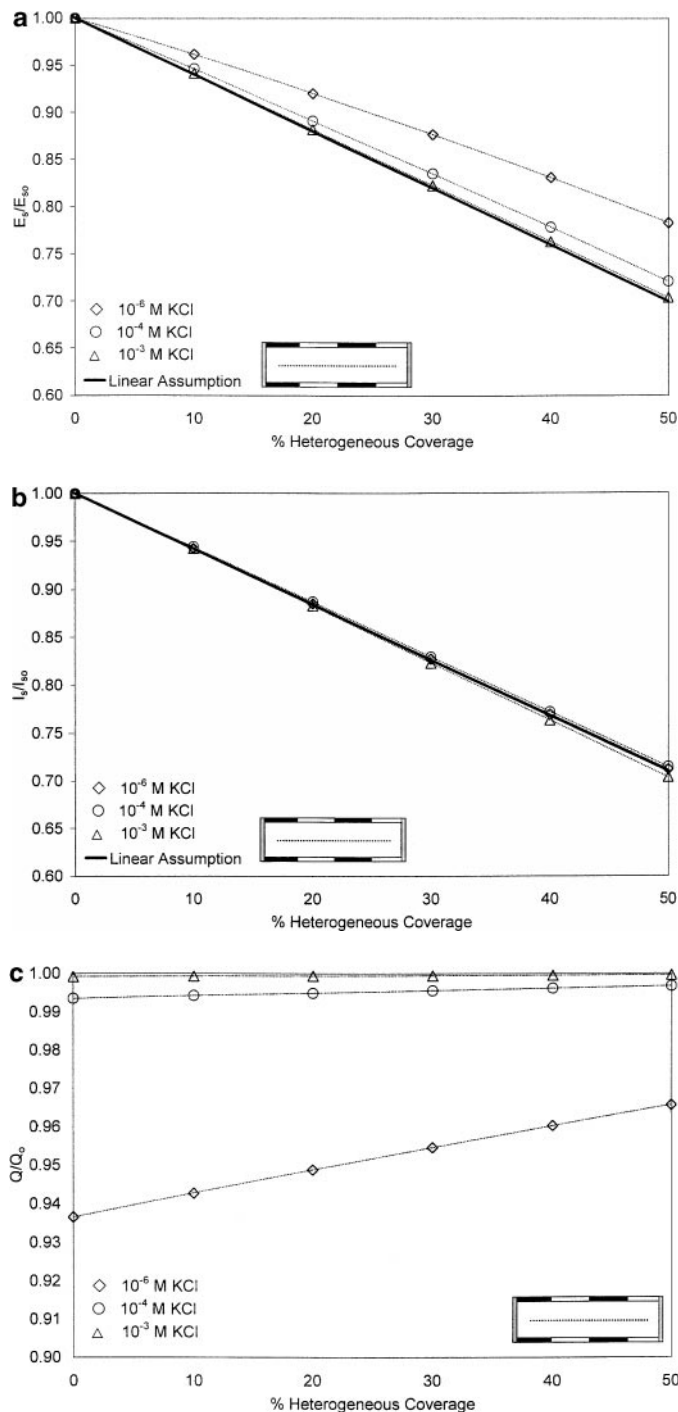 a
1.00
0.95
0.90
0.85
0.80
0.75
0.70
0.65
0.60
Es/Eso
10-6 M KCl
10-4 M KCl
10-3 M KCl
Linear Assumption
0 10 20 30 40 50
% Heterogeneous Coverage
b
1.00
0.95
0.90
0.85
0.80
0.75
0.70
0.65
0.60
Is/Iso
10-6 M KCl
10-4 M KCl
10-3 M KCl
Linear Assumption
0 10 20 30 40 50
% Heterogeneous Coverage
c
1.00
0.99
0.98
0.97
0.96
0.95
0.94
0.93
0.92
0.91
0.90
Q/Qo
10-6 M KCl
10-4 M KCl
10-3 M KCl
0 10 20 30 40 50
% Heterogeneous Coverage